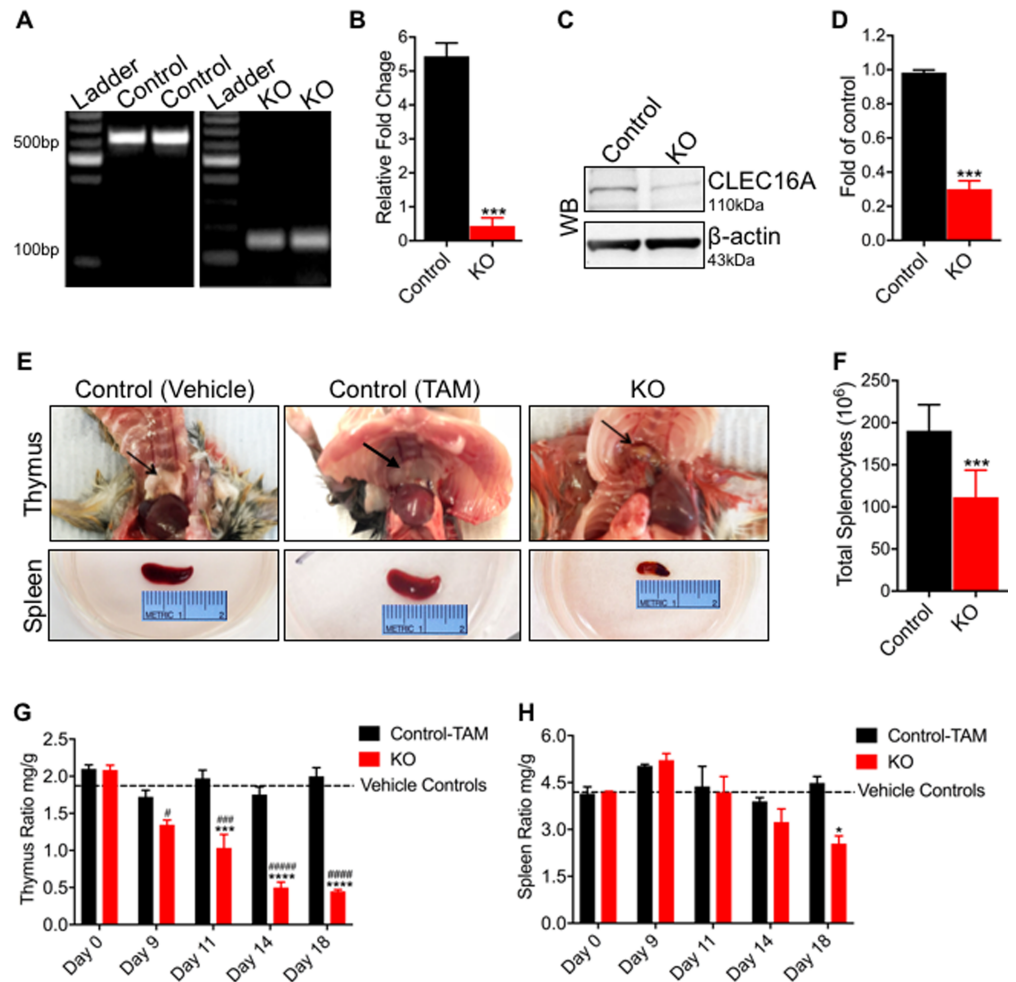 A
Ladder
Control
Control
Ladder
KO
KO
500bp
100bp
B
Relative Fold Chage
6
5
4
3
2
1
0
***
Control
KO
C
Control
KO
WB
CLEC16A
110kDa
β-actin
43kDa
D
Fold of control
1.2
1.0
0.8
0.6
0.4
0.2
0.0
***
Control
KO
E
Control (Vehicle)
Control (TAM)
KO
Thymus
Spleen
METRIC 1 2
METRIC 1 2
METRIC 1 2
F
Total Splenocytes (10⁶)
250
200
150
100
50
0
***
Control
KO
G
Thymus Ratio mg/g
2.5
2.0
1.5
1.0
0.5
0.0
Control-TAM
KO
Vehicle Controls
#
###
***
#####
****
####
****
Day 0
Day 9
Day 11
Day 14
Day 18
H
Spleen Ratio mg/g
6.0
4.5
3.0
1.5
0.0
Control-TAM
KO
Vehicle Controls
*
Day 0
Day 9
Day 11
Day 14
Day 18